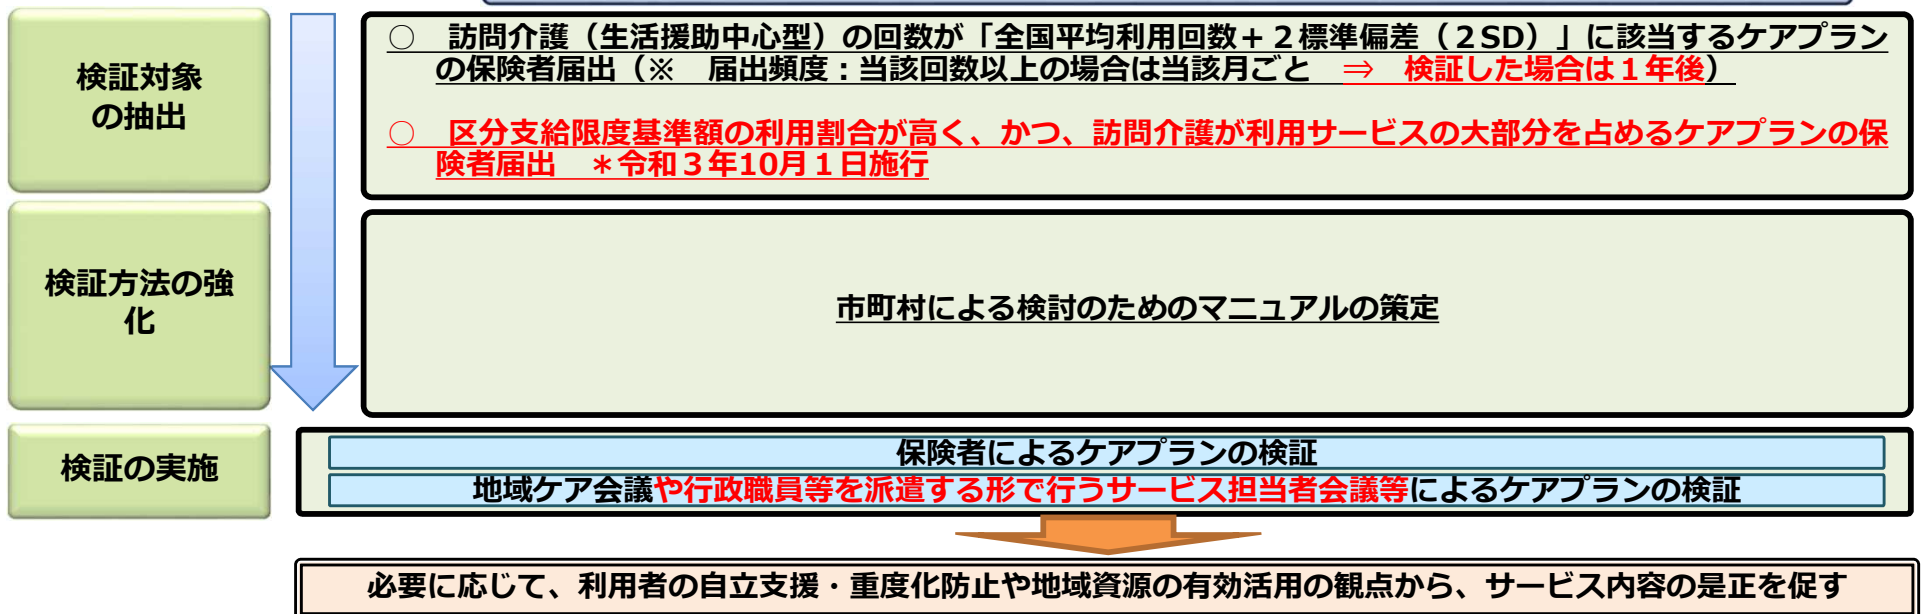 検証対象
の抽出
○　訪問介護（生活援助中心型）の回数が「全国平均利用回数＋２標準偏差（２SD）」に該当するケアプラン
の保険者届出（※　届出頻度：当該回数以上の場合は当該月ごと　⇒　検証した場合は１年後）
○　区分支給限度基準額の利用割合が高く、かつ、訪問介護が利用サービスの大部分を占めるケアプランの保
険者届出　＊令和３年10月１日施行
検証方法の強
化
市町村による検討のためのマニュアルの策定
検証の実施
保険者によるケアプランの検証
地域ケア会議や行政職員等を派遣する形で行うサービス担当者会議等によるケアプランの検証
必要に応じて、利用者の自立支援・重度化防止や地域資源の有効活用の観点から、サービス内容の是正を促す